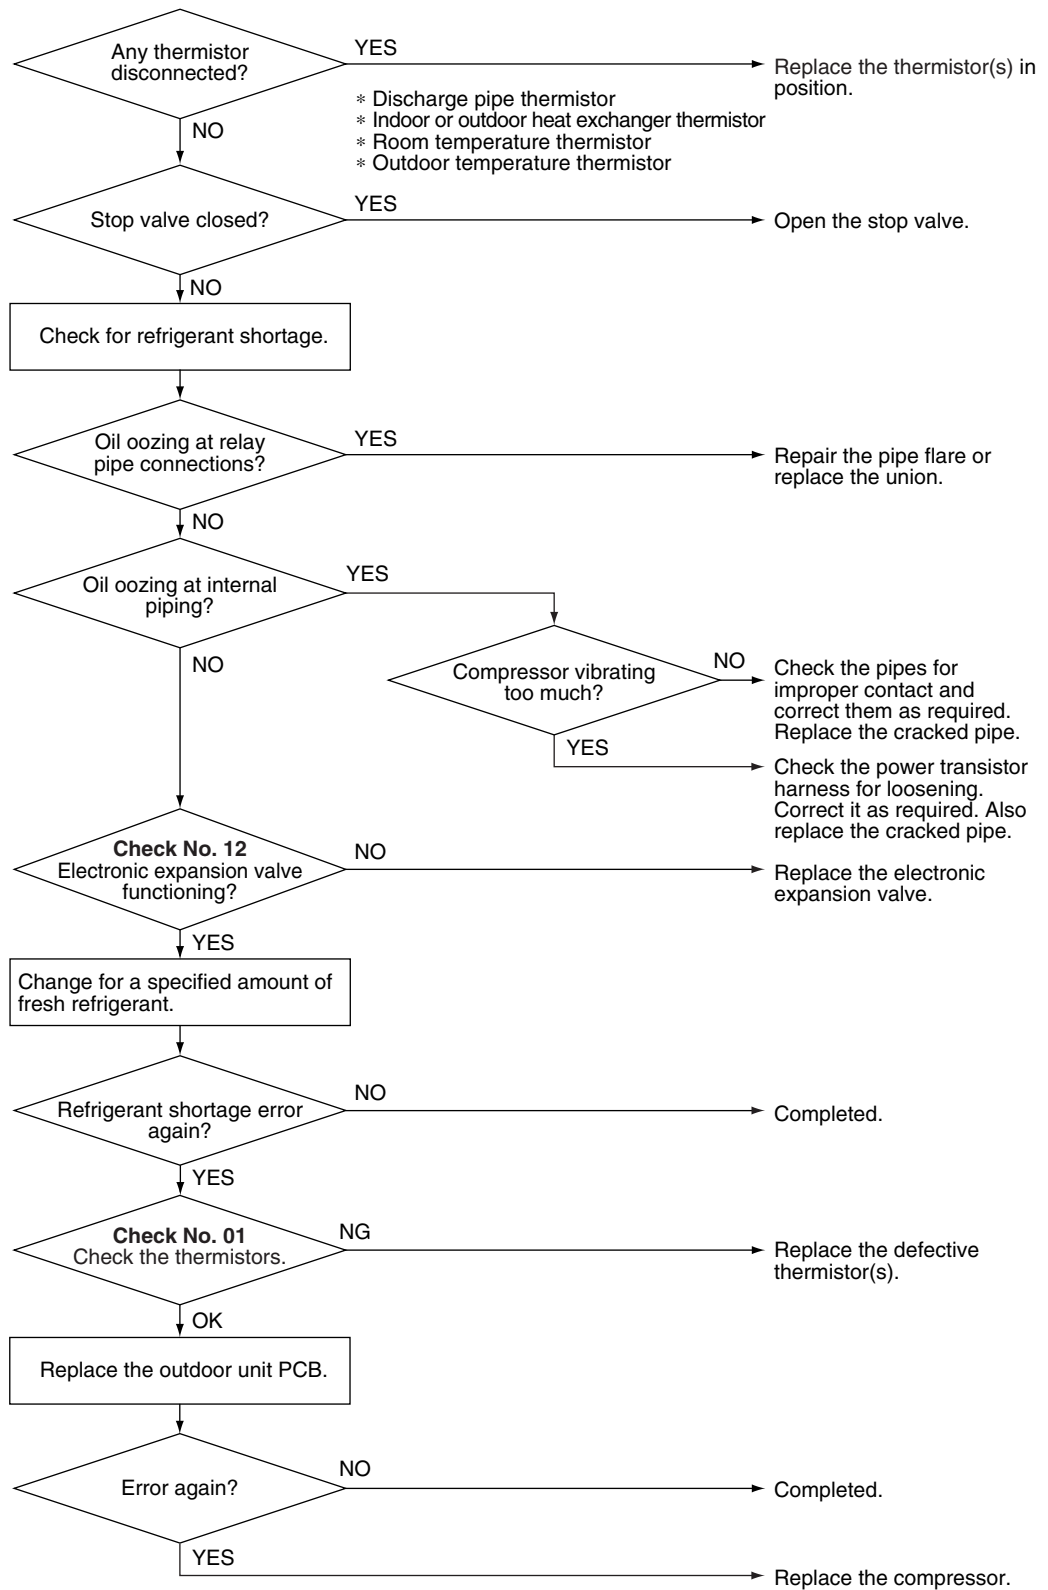 Any thermistor
disconnected?
YES
Replace the thermistor(s) in
position.
∗ Discharge pipe thermistor
∗ Indoor or outdoor heat exchanger thermistor
∗ Room temperature thermistor
∗ Outdoor temperature thermistor
NO
Stop valve closed?
YES
Open the stop valve.
NO
Check for refrigerant shortage.
Oil oozing at relay
pipe connections?
YES
Repair the pipe flare or
replace the union.
NO
Oil oozing at internal
piping?
YES
NO
Compressor vibrating
too much?
NO
Check the pipes for
improper contact and
correct them as required.
Replace the cracked pipe.
YES
Check the power transistor
harness for loosening.
Correct it as required. Also
replace the cracked pipe.
Check No. 12
Electronic expansion valve
functioning?
NO
Replace the electronic
expansion valve.
YES
Change for a specified amount of
fresh refrigerant.
Refrigerant shortage error
again?
NO
Completed.
YES
Check No. 01
Check the thermistors.
NG
Replace the defective
thermistor(s).
OK
Replace the outdoor unit PCB.
Error again?
NO
Completed.
YES
Replace the compressor.